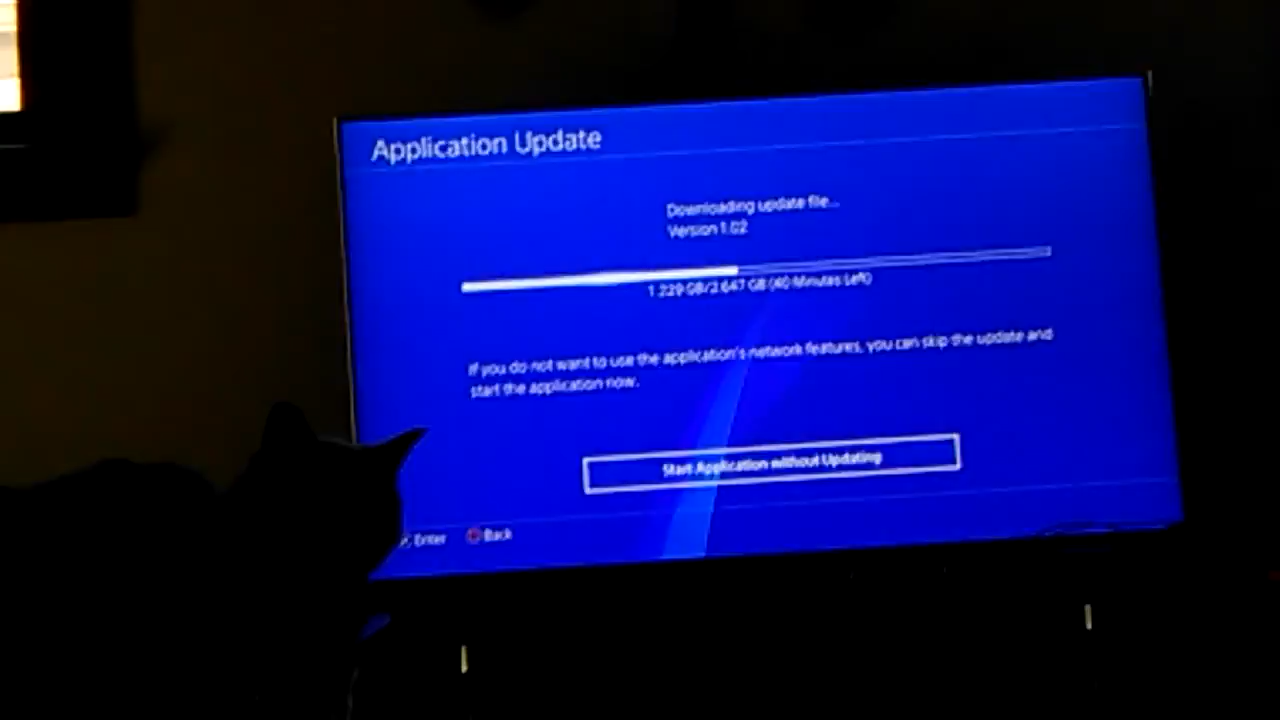 Application Update
Downloading update file...
Version 1.02
1.229 GB/2.647 GB (40 Minutes Left)
If you do not want to use the application's network features, you can skip the update and
start the application now.
Start Application without Updating
Enter Back